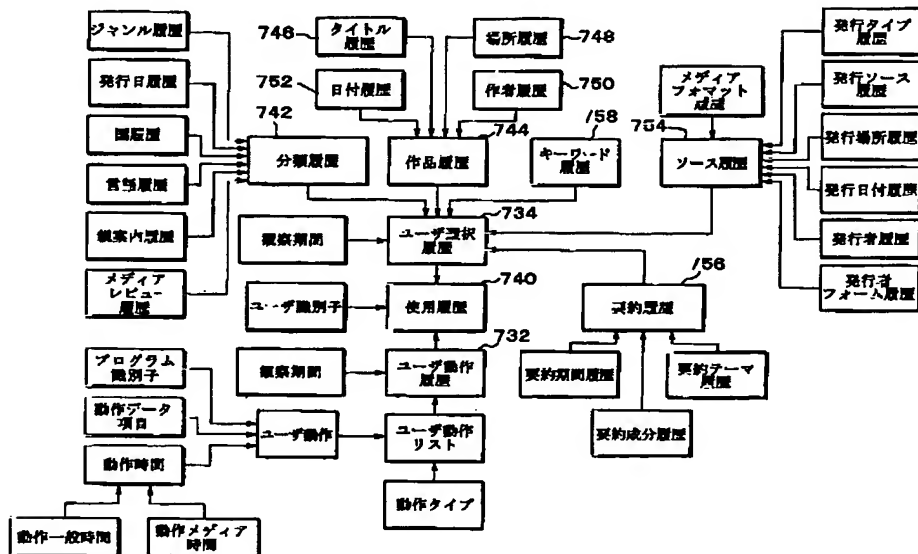 ジャンル履歴
発行日履歴
国履歴
言語履歴
親案内履歴
メディア
レビュー
履歴
746
タイトル
履歴
場所履歴
748
752
日付履歴
作者履歴
750
742
分類履歴
744
作品履歴
758
キーワード
履歴
メディア
フォーマット
754
ソース履歴
発行タイプ
履歴
発行ソース
履歴
発行場所履歴
発行日付履歴
発行者履歴
発行者
フォーム履歴
観察期間
734
ユーザ選択
履歴
ユーザ識別子
740
使用履歴
756
要約履歴
要約期間履歴
要約テーマ
履歴
要約成分履歴
観察期間
732
ユーザ動作
履歴
プログラム
識別子
動作データ
項目
動作時間
ユーザ動作
ユーザ動作
リスト
動作タイプ
動作一般時間
動作メディア
時間